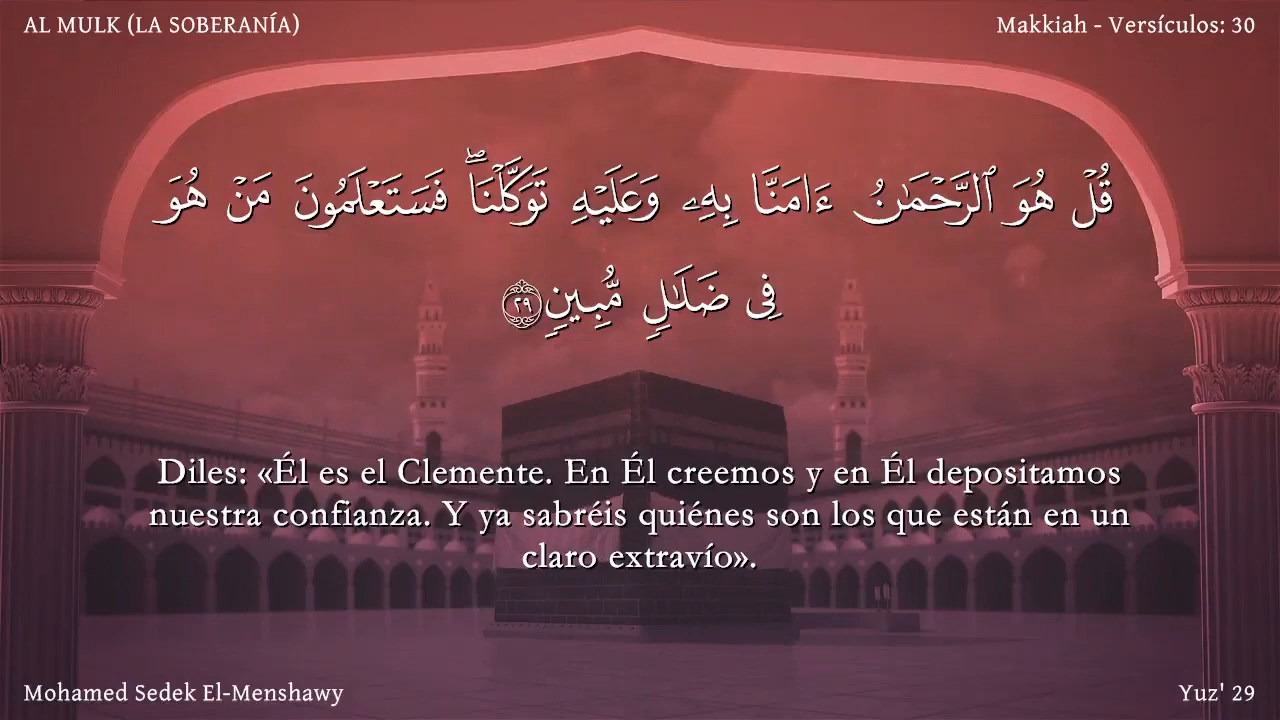 AL MULK (LA SOBERANÍA)
Makkiah - Versículos: 30
قُلْ هُوَ ٱلرَّحْمَـٰنُ ءَامَنَّا بِهِۦ وَعَلَيْهِ تَوَكَّلْنَا ۖ فَسَتَعْلَمُونَ مَنْ هُوَ
فِى ضَلَـٰلٍ مُّبِينٍ ٢٩
Diles: «Él es el Clemente. En Él creemos y en Él depositamos
nuestra confianza. Y ya sabréis quiénes son los que están en un
claro extravío».
Mohamed Sedek El-Menshawy
Yuz' 29